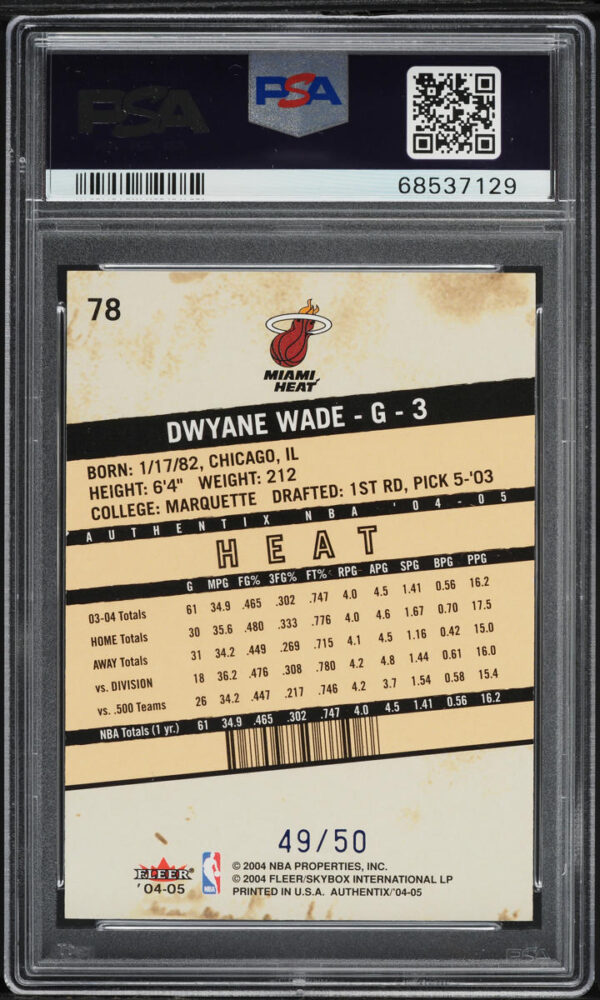 PSA
PSA
68537129
78
MIAMI
HEAT
DWYANE WADE - G - 3
BORN: 1/17/82, CHICAGO, IL
HEIGHT: 6'4" WEIGHT: 212
COLLEGE: MARQUETTE DRAFTED: 1ST RD, PICK 5-'03
AUTHENTIX NBA '04-05
HEAT
G MPG FG% 3FG% FT% RPG APG SPG BPG PPG
03-04 Totals 61 34.9 .465 .302 .747 4.0 4.5 1.41 0.56 16.2
HOME Totals 30 35.6 .480 .333 .776 4.0 4.6 1.67 0.70 17.5
AWAY Totals 31 34.2 .449 .269 .715 4.1 4.5 1.16 0.42 15.0
vs. DIVISION 18 36.2 .476 .308 .780 4.2 4.8 1.44 0.61 16.0
vs. .500 Teams 26 34.2 .447 .217 .746 4.2 3.7 1.54 0.58 15.4
NBA Totals (1 yr.) 61 34.9 .465 .302 .747 4.0 4.5 1.41 0.56 16.2
49/50
FLEER
'04-05
NBA
© 2004 NBA PROPERTIES, INC.
© 2004 FLEER/SKYBOX INTERNATIONAL LP
PRINTED IN U.S.A. AUTHENTIX/'04-05
PSA